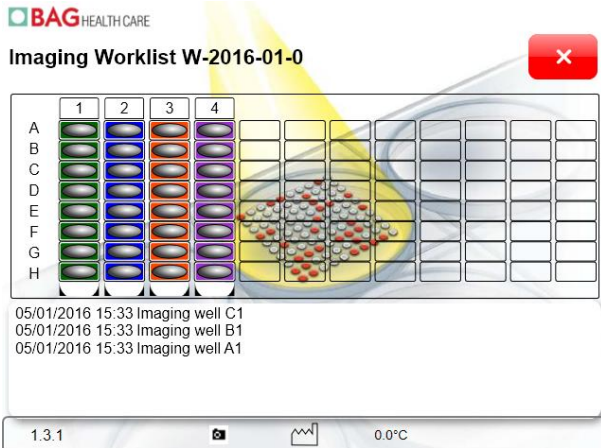 BAG HEALTH CARE
Imaging Worklist W-2016-01-0
1 2 3 4
A
B
C
D
E
F
G
H
05/01/2016 15:33 Imaging well C1
05/01/2016 15:33 Imaging well B1
05/01/2016 15:33 Imaging well A1
1.3.1 0.0°C